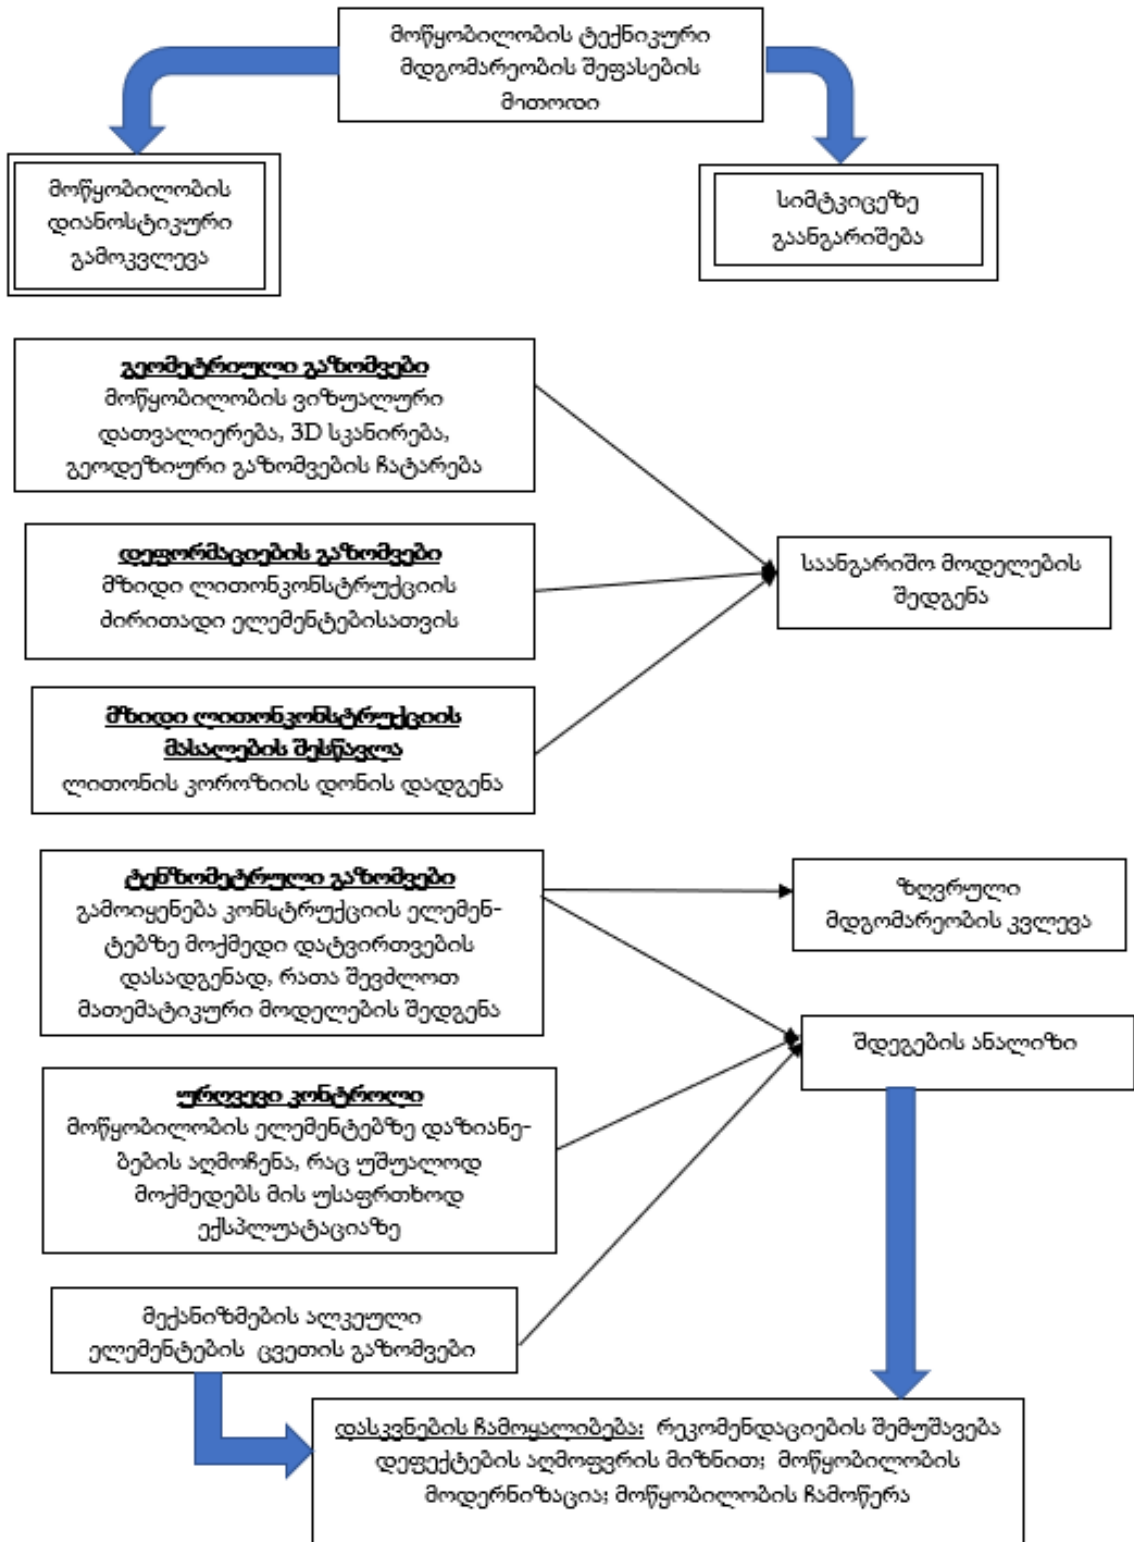 მოწყობილობის ტექნიკური
მდგომარეობის შეფასების
მეთოდი
მოწყობილობის
დიანოსტიკური
გამოკვლევა
სიმტკიცეზე
გაანგარიშება
გეომეტრიული გაზომვები
მოწყობილობის ვიზუალური
დათვალიერება, 3D სკანირება,
გეოდეზიური გაზომვების ჩატარება
დეფორმაციების გაზომვები
მზიდი ლითონკონსტრუქციის
ძირითადი ელემენტებისათვის
საანგარიშო მოდელების
შედგენა
მზიდი ლითონკონსტრუქციის
მასალების შესწავლა
ლითონის კოროზიის დონის დადგენა
ტენზომეტრული გაზომვები
გამოიყენება კონსტრუქციის ელემენ-
ტებზე მოქმედი დატვირთვების
დასადგენად, რათა შევძლოთ
მათემატიკური მოდელების შედგენა
ზღვრული
მდგომარეობის კვლევა
შდეგების ანალიზი
ურღვევი კონტროლი
მოწყობილობის ელემენტებზე დაზიანე-
ბების აღმოჩენა, რაც უშუალოდ
მოქმედებს მის უსაფრთხოდ
ექსპლუატაციაზე
მექანიზმების ალკეული
ელემენტების ცვეთის გაზომვები
დასკვნების ჩამოყალიბება: რეკომენდაციების შემუშავება
დეფექტების აღმოფვრის მიზნით; მოწყობილობის
მოდერნიზაცია; მოწყობილობის ჩამოწერა